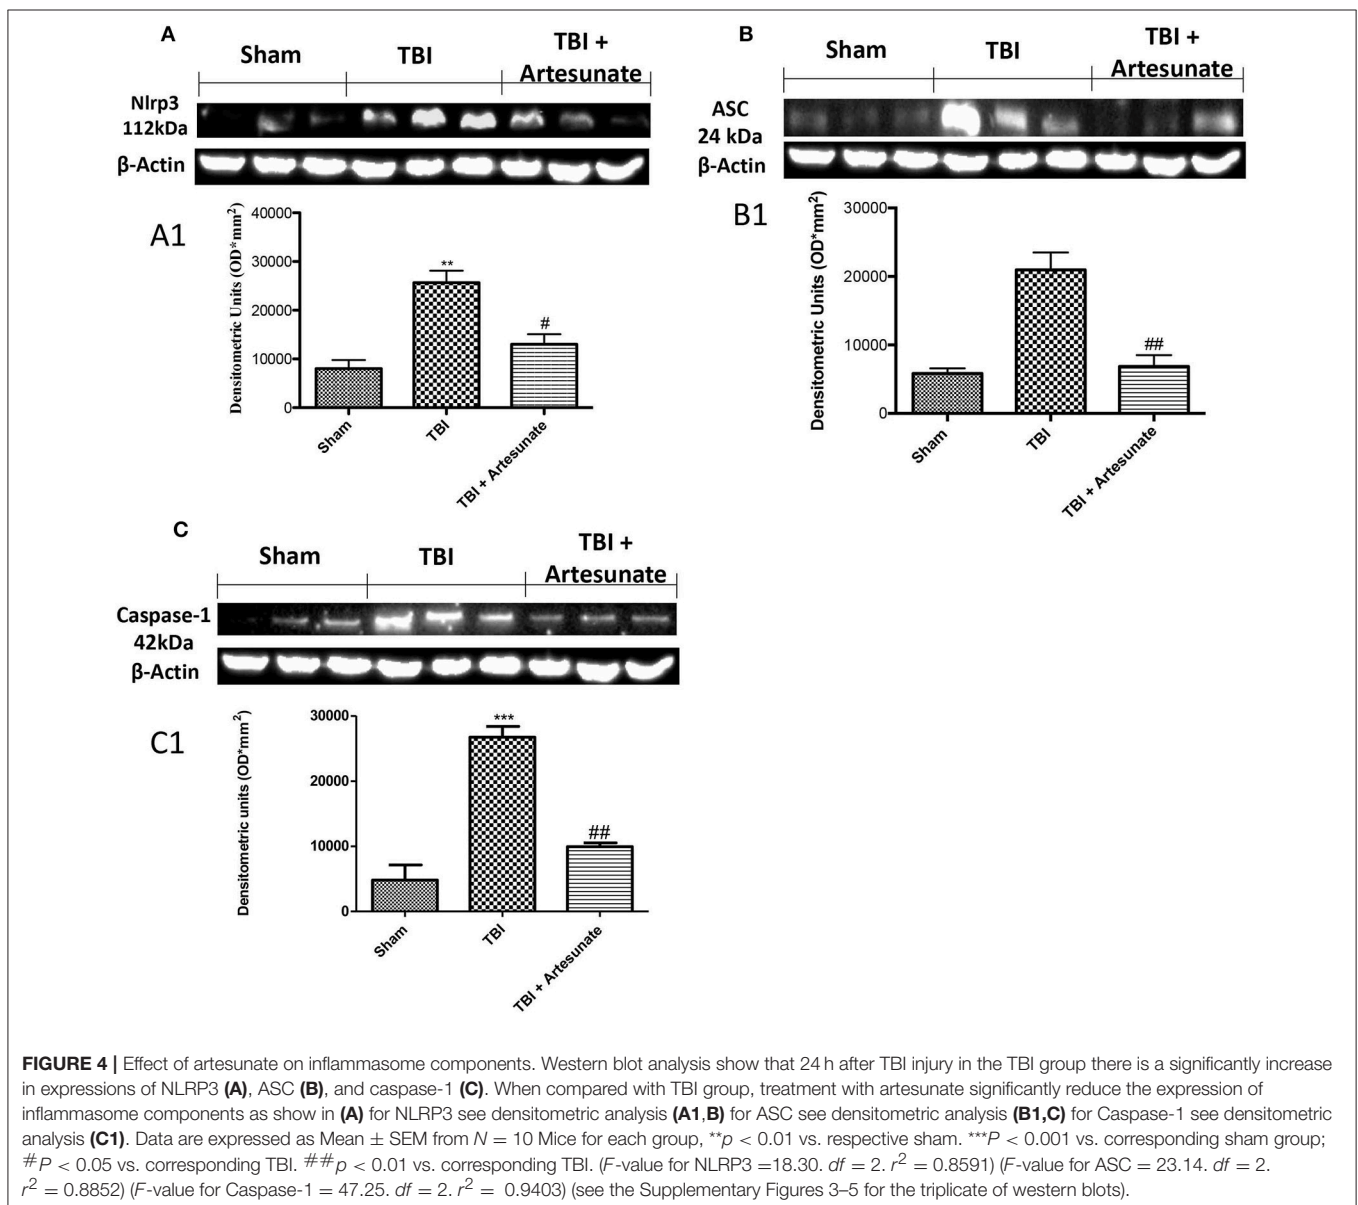 A
Sham TBI TBI +
Artesunate
Nlrp3
112kDa
β-Actin
A1
Densitometric Units (OD*mm²)
40000
30000
20000
10000
0
**
#
Sham
TBI
TBI + Artesunate
B
Sham TBI TBI +
Artesunate
ASC
24 kDa
β-Actin
B1
Densitometric Units (OD*mm²)
30000
20000
10000
0
##
Sham
TBI
TBI + Artesunate
C
Sham TBI TBI +
Artesunate
Caspase-1
42kDa
β-Actin
C1
Densitometric units (OD*mm²)
30000
20000
10000
0
***
##
Sham
TBI
TBI + Artesunate
FIGURE 4 | Effect of artesunate on inflammasome components. Western blot analysis show that 24 h after TBI injury in the TBI group there is a significantly increase
in expressions of NLRP3 (A), ASC (B), and caspase-1 (C). When compared with TBI group, treatment with artesunate significantly reduce the expression of
inflammasome components as show in (A) for NLRP3 see densitometric analysis (A1,B) for ASC see densitometric analysis (B1,C) for Caspase-1 see densitometric
analysis (C1). Data are expressed as Mean ± SEM from N = 10 Mice for each group, **p < 0.01 vs. respective sham. ***P < 0.001 vs. corresponding sham group;
#P < 0.05 vs. corresponding TBI. ##p < 0.01 vs. corresponding TBI. (F-value for NLRP3 =18.30. df = 2. r² = 0.8591) (F-value for ASC = 23.14. df = 2.
r² = 0.8852) (F-value for Caspase-1 = 47.25. df = 2. r² = 0.9403) (see the Supplementary Figures 3–5 for the triplicate of western blots).